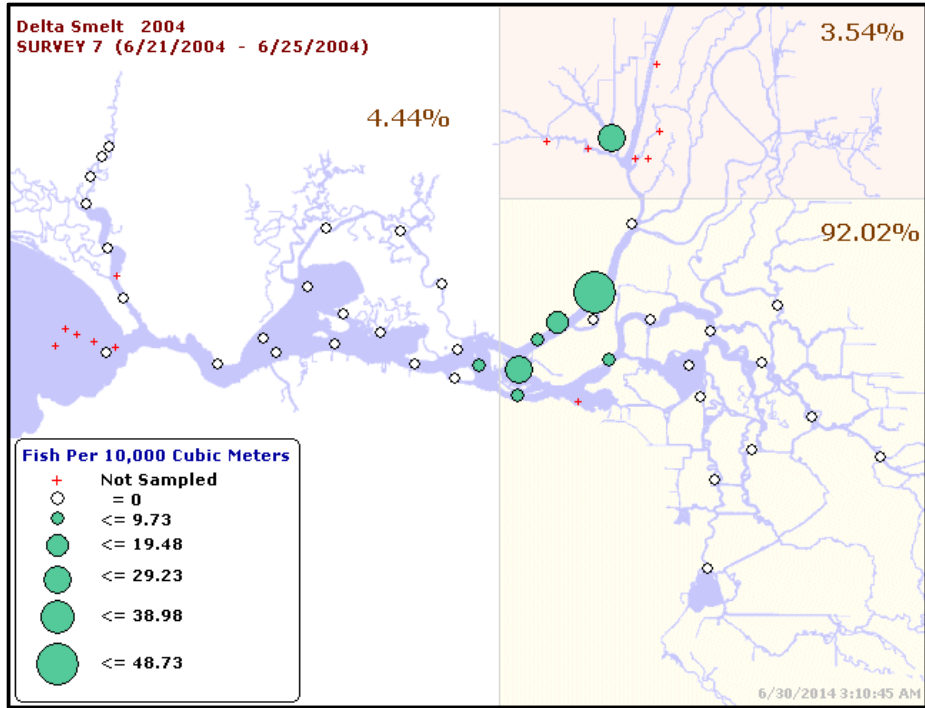 Delta Smelt 2004
SURVEY 7 (6/21/2004 - 6/25/2004)
3.54%
4.44%
92.02%
Fish Per 10,000 Cubic Meters
Not Sampled
= 0
<= 9.73
<= 19.48
<= 29.23
<= 38.98
<= 48.73
6/30/2014 3:10:45 AM